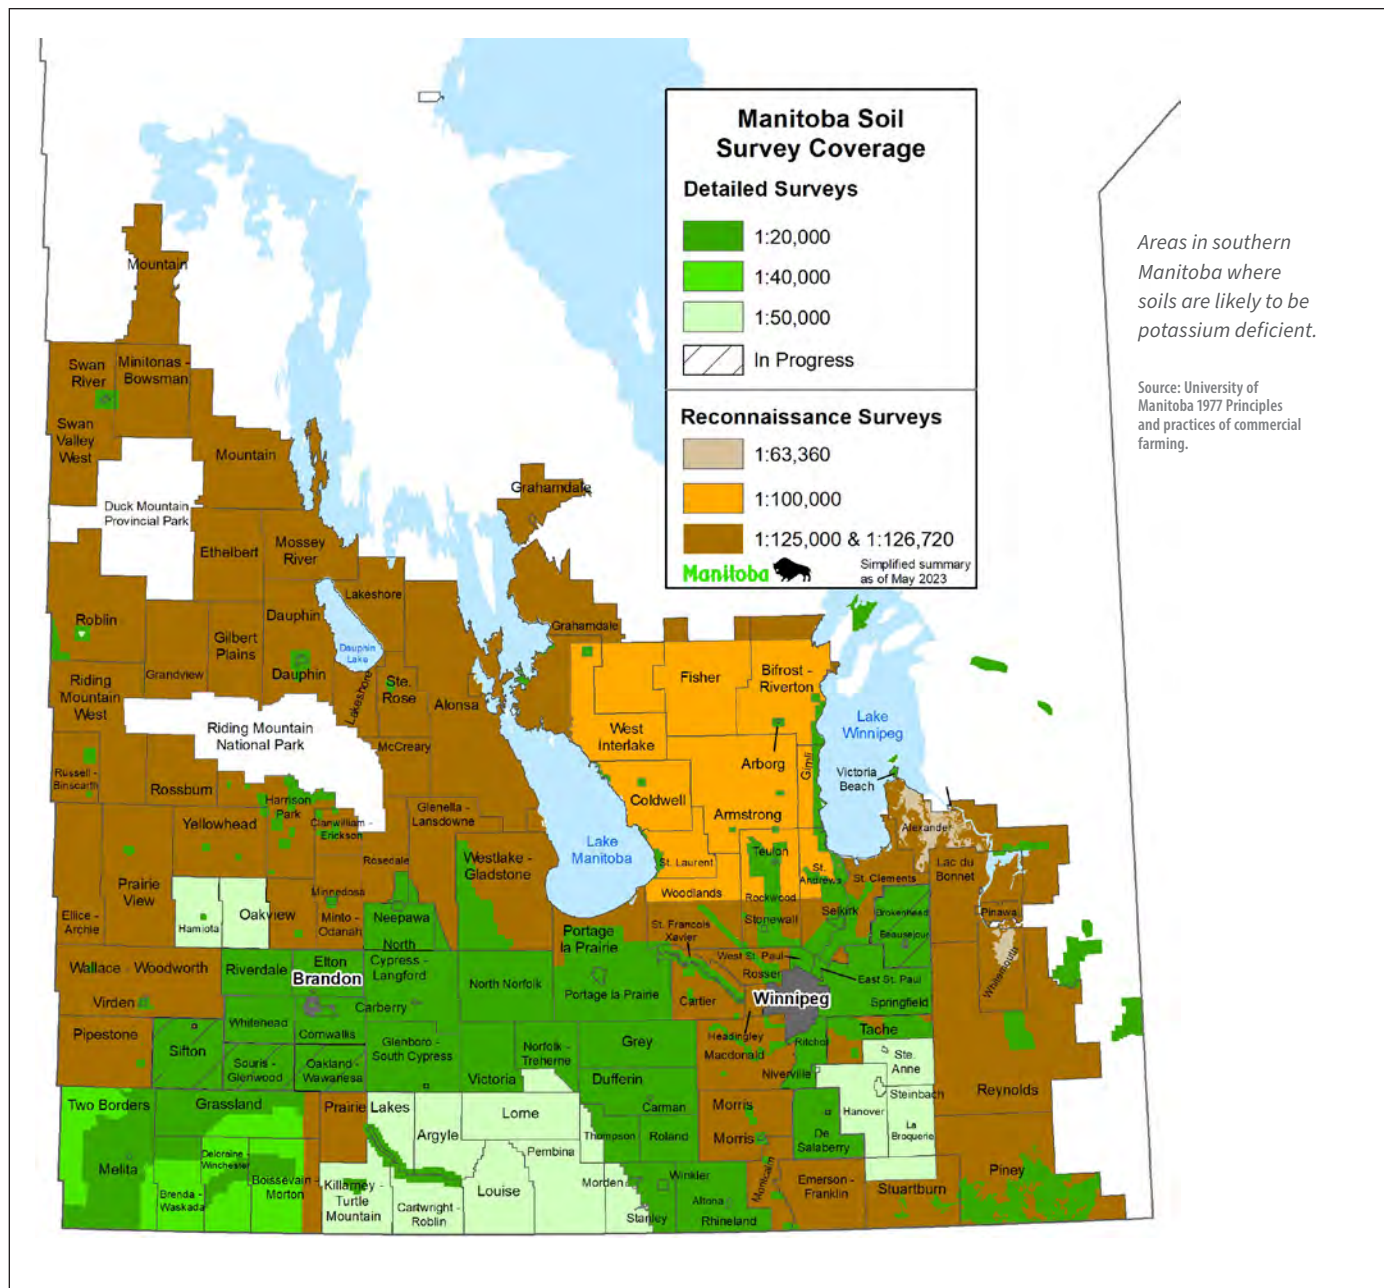 Manitoba Soil
Survey Coverage
Detailed Surveys
1:20,000
1:40,000
1:50,000
In Progress
Reconnaissance Surveys
1:63,360
1:100,000
1:125,000 & 1:126,720
Manitoba
Simplified summary
as of May 2023
Areas in southern
Manitoba where
soils are likely to be
potassium deficient.
Source: University of
Manitoba 1977 Principles
and practices of commercial
farming.
Mountain
Swan
River
Minitonas -
Bowsman
Swan
Valley
West
Mountain
Duck Mountain
Provincial Park
Ethelbert
Mossey
River
Grahamdale
Roblin
Lakeshore
Dauphin
Gilbert
Plains
Dauphin
Lake
Grandview
Dauphin
Lakeshore
Ste.
Rose
Alonsa
Riding
Mountain
West
Riding Mountain
National Park
McCreary
Grahamdale
Fisher
Bifrost -
Riverton
West
Interlake
Arborg
Gimli
Lake
Winnipeg
Victoria
Beach
Russell -
Binscarth
Rossburn
Harrison
Park
Yellowhead
Clanwilliam -
Erickson
Glenella -
Lansdowne
Coldwell
Armstrong
Alexander
Lake
Manitoba
Rosedale
Westlake -
Gladstone
St. Laurent
Teulon
St.
Andrews
St. Clements
Lac du
Bonnet
Prairie
View
Minnedosa
Woodlands
Rockwood
Ellice -
Archie
Hamiota
Oakview
Minto -
Odanah
Neepawa
Portage
la Prairie
St. Francois
Xavier
Stonewall
Selkirk
Brokenhead
Beausejour
Pinawa
Whitemouth
North
Cypress -
Langford
Wallace - Woodworth
Riverdale
Elton
Brandon
North Norfolk
Portage la Prairie
West St. Paul
Rosser
East St. Paul
Virden
Carberry
Cartier
Winnipeg
Springfield
Pipestone
Whitehead
Cornwallis
Sifton
Souris -
Glenwood
Oakland -
Wawanesa
Glenboro -
South Cypress
Victoria
Norfolk -
Treherne
Grey
Headingley
Macdonald
Ritchot
Tache
Niverville
Ste.
Anne
Dufferin
Steinbach
Reynolds
Two Borders
Grassland
Prairie Lakes
Argyle
Lorne
Carman
Morris
Hanover
La
Broquerie
Thompson
Roland
Morris
De
Salaberry
Pembina
Melita
Deloraine -
Winchester
Boissevain -
Morton
Brenda -
Waskada
Killarney -
Turtle
Mountain
Cartwright -
Roblin
Louise
Morden
Winkler
Stanley
Altona
Rhineland
Montcalm
Emerson -
Franklin
Stuartburn
Piney